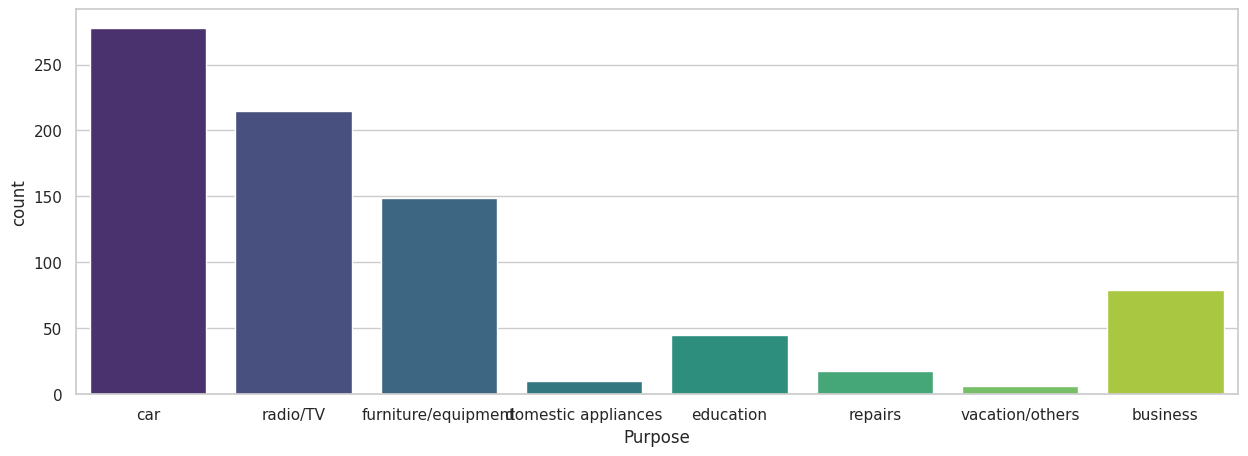 250
200
150
100
50
0
count
car radio/TV furniture/equipment domestic appliances education repairs vacation/others business
Purpose